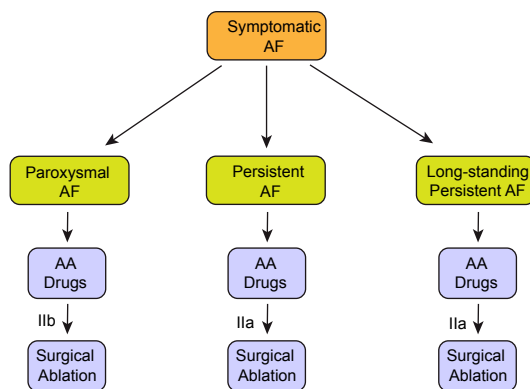 Symptomatic
AF
Paroxysmal
AF
Persistent
AF
Long-standing
Persistent AF
AA
Drugs
AA
Drugs
AA
Drugs
IIb
IIa
IIa
Surgical
Ablation
Surgical
Ablation
Surgical
Ablation